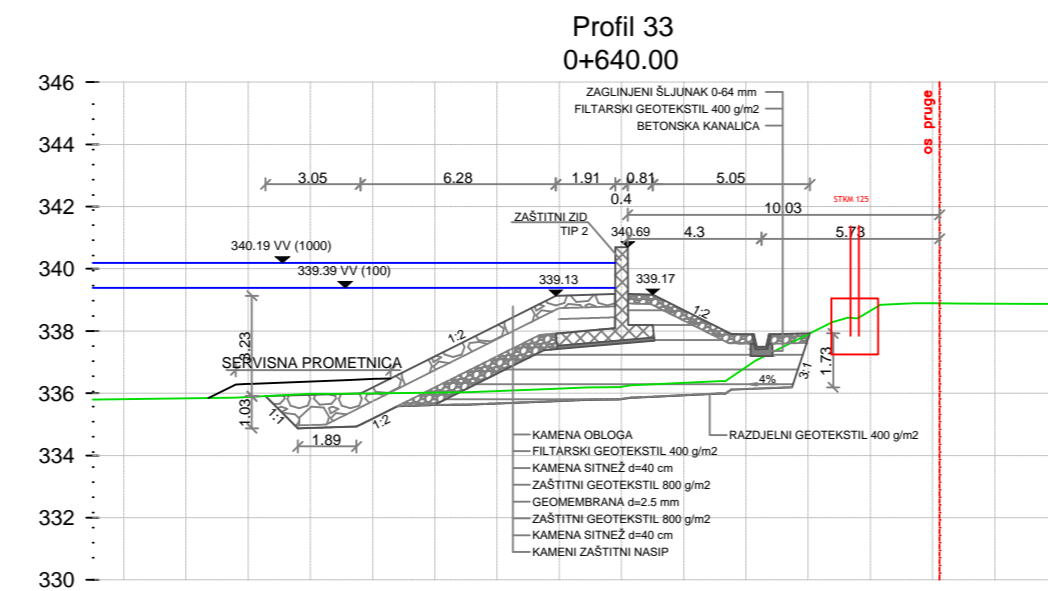 Profil 33
0+640.00
346
344
342
340
338
336
334
332
330
ZAGLINJENI ŠLJUNAK 0-64 mm
FILTARSKI GEOTEKSTIL 400 g/m2
BETONSKA KANALICA
os pruge
3.05
6.28
1.91
0.81
5.05
0.4
10.03
STKM 125
ZAŠTITNI ZID
TIP 2
340.69
4.3
5.73
340.19 VV (1000)
339.39 VV (100)
339.13
339.17
1:2
1:2
3.23
SERVISNA PROMETNICA
1.73
3:1
4%
1.03
1:1
1:2
1.89
KAMENA OBLOGA
FILTARSKI GEOTEKSTIL 400 g/m2
KAMENA SITNEŽ d=40 cm
ZAŠTITNI GEOTEKSTIL 800 g/m2
GEOMEMBRANA d=2.5 mm
ZAŠTITNI GEOTEKSTIL 800 g/m2
KAMENA SITNEŽ d=40 cm
KAMENI ZAŠTITNI NASIP
RAZDJELNI GEOTEKSTIL 400 g/m2